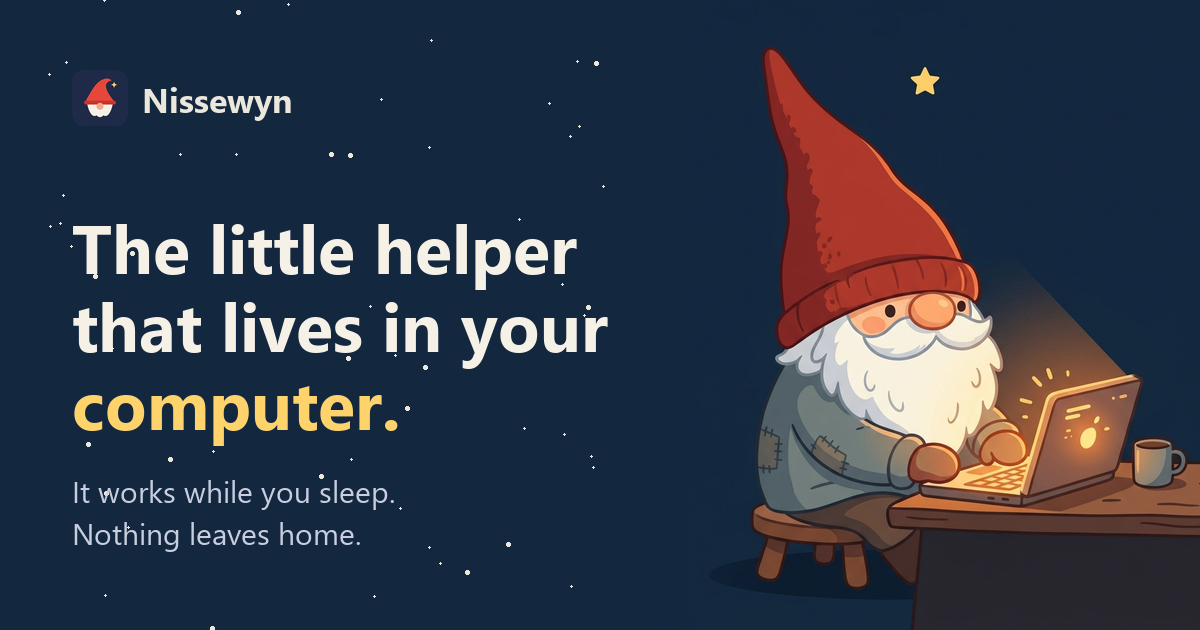 Nissewyn
The little helper
that lives in your
computer.
It works while you sleep.
Nothing leaves home.